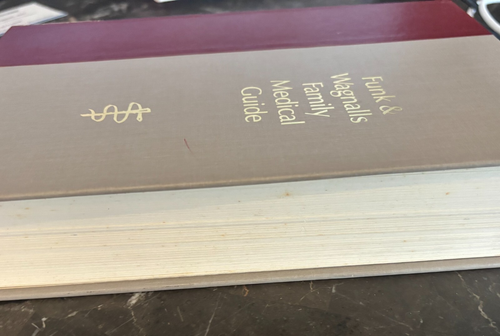 Funk &
Wagnalls
Family
Medical
Guide